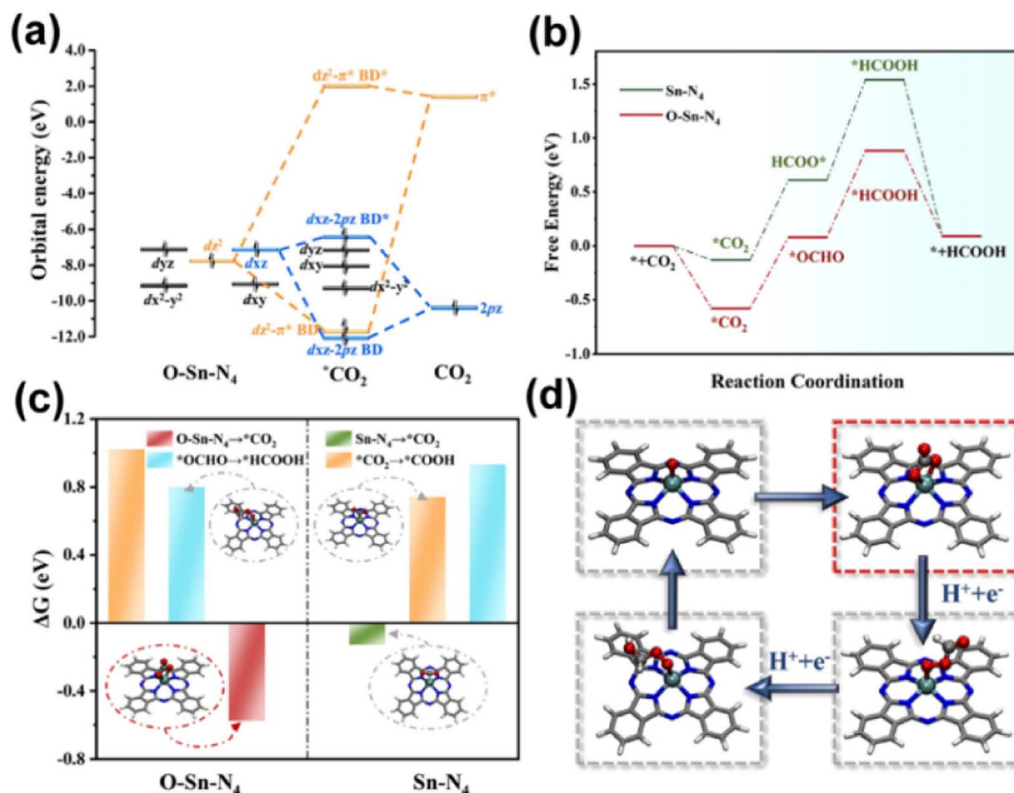 (a)
Orbital energy (eV)
4.0
2.0
0.0
-2.0
-4.0
-6.0
-8.0
-10.0
-12.0
dz²-π* BD*
π*
dxz-2pz BD*
dz²
dyz
dxz
dyz
dxy
dx²-y²
dxy
dx²-y²
2pz
dz²-π* BD
dxz-2pz BD
O-Sn-N₄
*CO₂
CO₂
(b)
Free Energy (eV)
1.5
1.0
0.5
0.0
-0.5
-1.0
Sn-N₄
O-Sn-N₄
*HCOOH
HCOO*
*HCOOH
*CO₂
*OCHO
*+CO₂
*+HCOOH
*CO₂
Reaction Coordination
(c)
ΔG (eV)
1.2
0.8
0.4
0.0
-0.4
-0.8
O-Sn-N₄→*CO₂
*OCHO→*HCOOH
Sn-N₄→*CO₂
*CO₂→*COOH
O-Sn-N₄
Sn-N₄
(d)
H⁺+e⁻
H⁺+e⁻